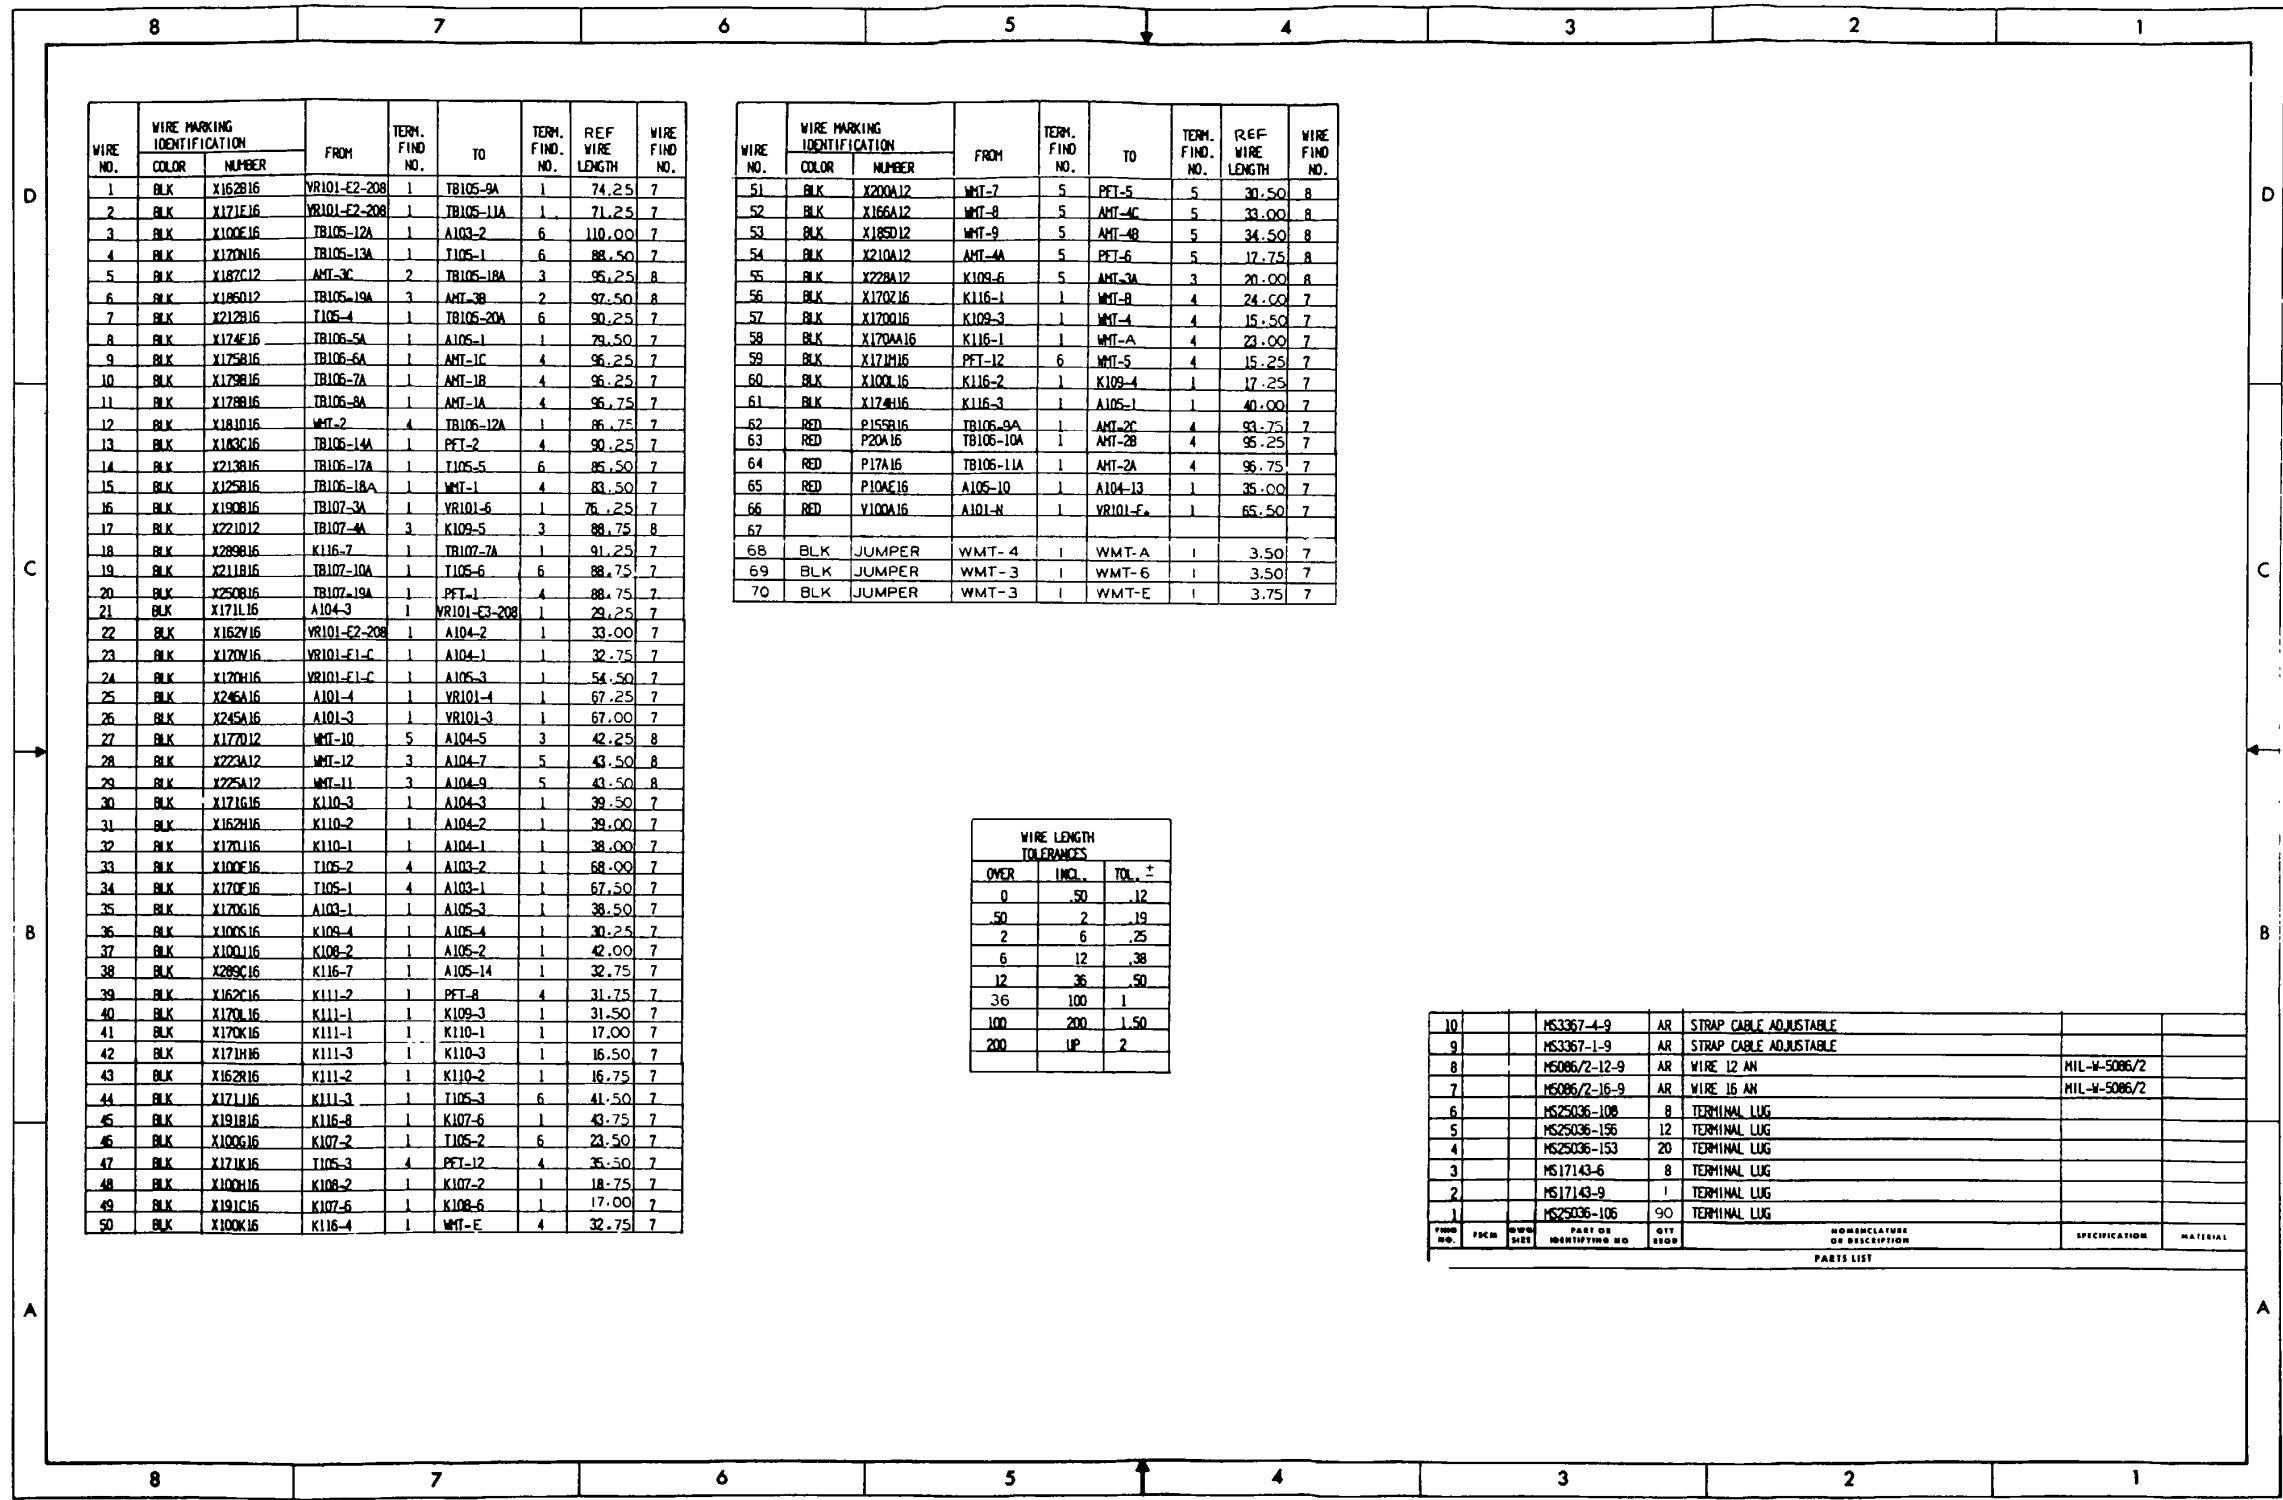 8 7 6 5 4 3 2 1
D
C
B
A
WIRE NO. WIRE MARKING IDENTIFICATION COLOR NUMBER FROM TERM. FIND NO. TO TERM. FIND. NO. REF WIRE LENGTH WIRE FIND NO.
1 BLK X162B16 VR101-E2-208 1 TB105-9A 1 74.25 7
2 BLK X171E16 VR101-E2-208 1 TB105-11A 1 71.25 7
3 BLK X100E16 TB105-12A 1 A103-2 6 110.00 7
4 BLK X170N16 TB105-13A 1 T105-1 6 88.50 7
5 BLK X187C12 AMT-3C 2 TB105-18A 3 95.25 8
6 BLK X186D12 TB105-19A 3 AMT-3B 2 97.50 8
7 BLK X212B16 T105-4 1 TB105-20A 6 90.25 7
8 BLK X174E16 TB106-5A 1 A105-1 1 79.50 7
9 BLK X175B16 TB106-6A 1 AMT-1C 4 96.25 7
10 BLK X179B16 TB106-7A 1 AMT-1B 4 96.25 7
11 BLK X178B16 TB106-8A 1 AMT-1A 4 96.75 7
12 BLK X181D16 WMT-2 4 TB106-12A 1 86.75 7
13 BLK X183C16 TB106-14A 1 PFT-2 4 90.25 7
14 BLK X213B16 TB106-17A 1 T105-5 6 85.50 7
15 BLK X125B16 TB106-18A 1 WMT-1 4 83.50 7
16 BLK X190B16 TB107-3A 1 VR101-6 1 76.25 7
17 BLK X221D12 TB107-4A 3 K109-5 3 88.75 8
18 BLK X289B16 K116-7 1 TB107-7A 1 91.25 7
19 BLK X211B16 TB107-10A 1 T105-6 6 88.75 7
20 BLK X250B16 TB107-19A 1 PFT-1 4 88.75 7
21 BLK X171L16 A104-3 1 VR101-E3-208 1 29.25 7
22 BLK X162V16 VR101-E2-208 1 A104-2 1 33.00 7
23 BLK X170V16 VR101-E1-C 1 A104-1 1 32.75 7
24 BLK X170H16 VR101-E1-C 1 A105-3 1 54.50 7
25 BLK X246A16 A101-4 1 VR101-4 1 67.25 7
26 BLK X245A16 A101-3 1 VR101-3 1 67.00 7
27 BLK X177D12 WMT-10 5 A104-5 3 42.25 8
28 BLK X223A12 WMT-12 3 A104-7 5 43.50 8
29 BLK X225A12 WMT-11 3 A104-9 5 43.50 8
30 BLK X171G16 K110-3 1 A104-3 1 39.50 7
31 BLK X162H16 K110-2 1 A104-2 1 39.00 7
32 BLK X170J16 K110-1 1 A104-1 1 38.00 7
33 BLK X100F16 T105-2 4 A103-2 1 68.00 7
34 BLK X170F16 T105-1 4 A103-1 1 67.50 7
35 BLK X170G16 A103-1 1 A105-3 1 38.50 7
36 BLK X100S16 K109-4 1 A105-4 1 30.25 7
37 BLK X100J16 K108-2 1 A105-2 1 42.00 7
38 BLK X289C16 K116-7 1 A105-14 1 32.75 7
39 BLK X162C16 K111-2 1 PFT-8 4 31.75 7
40 BLK X170L16 K111-1 1 K109-3 1 31.50 7
41 BLK X170K16 K111-1 1 K110-1 1 17.00 7
42 BLK X171H16 K111-3 1 K110-3 1 16.50 7
43 BLK X162R16 K111-2 1 K110-2 1 16.75 7
44 BLK X171J16 K111-3 1 T105-3 6 41.50 7
45 BLK X191B16 K116-8 1 K107-6 1 43.75 7
46 BLK X100G16 K107-2 1 T105-2 6 23.50 7
47 BLK X171K16 T105-3 4 PFT-12 4 35.50 7
48 BLK X100H16 K108-2 1 K107-2 1 18.75 7
49 BLK X191C16 K107-6 1 K108-6 1 17.00 7
50 BLK X100K16 K116-4 1 WMT-E 4 32.75 7
WIRE NO. WIRE MARKING IDENTIFICATION COLOR NUMBER FROM TERM. FIND NO. TO TERM. FIND. NO. REF WIRE LENGTH WIRE FIND NO.
51 BLK X200A12 WMT-7 5 PFT-5 5 30.50 8
52 BLK X166A12 WMT-8 5 AMT-4C 5 33.00 8
53 BLK X185D12 WMT-9 5 AMT-4B 5 34.50 8
54 BLK X210A12 AMT-4A 5 PFT-6 5 17.75 8
55 BLK X228A12 K109-6 5 AMT-3A 3 20.00 8
56 BLK X170Z16 K116-1 1 WMT-B 4 24.00 7
57 BLK X170Q16 K109-3 1 WMT-4 4 15.50 7
58 BLK X170AA16 K116-1 1 WMT-A 4 23.00 7
59 BLK X171M16 PFT-12 6 WMT-5 4 15.25 7
60 BLK X100L16 K116-2 1 K109-4 1 17.25 7
61 BLK X174H16 K116-3 1 A105-1 1 40.00 7
62 RED P155B16 TB106-9A 1 AMT-2C 4 93.75 7
63 RED P20A16 TB106-10A 1 AMT-2B 4 95.25 7
64 RED P17A16 TB106-11A 1 AMT-2A 4 96.75 7
65 RED P10AE16 A105-10 1 A104-13 1 35.00 7
66 RED V100A16 A101-N 1 1 65.50 7
67
68 BLK JUMPER WMT-4 1 WMT-A 1 3.50 7
69 BLK JUMPER WMT-3 1 WMT-6 1 3.50 7
70 BLK JUMPER WMT-3 1 WMT-E 1 3.75 7
WIRE LENGTH
TOLERANCES
OVER INCL. TOL. ±
0 .50 .12
.50 2 .19
2 6 .25
6 12 .38
12 36 .50
36 100 1
100 200 1.50
200 UP 2
10 MS3367-4-9 AR STRAP CABLE ADJUSTABLE
9 MS3367-1-9 AR STRAP CABLE ADJUSTABLE
8 M5086/2-12-9 AR WIRE 12 AN MIL-W-5086/2
7 M5086/2-16-9 AR WIRE 16 AN MIL-W-5086/2
6 MS25036-108 8 TERMINAL LUG
5 MS25036-156 12 TERMINAL LUG
4 MS25036-153 20 TERMINAL LUG
3 MS17143-6 8 TERMINAL LUG
2 MS17143-9 1 TERMINAL LUG
1 MS25036-106 90 TERMINAL LUG
FIND NO. FSCM DWG SIZE PART OR IDENTIFYING NO QTY REQD NOMENCLATURE OR DESCRIPTION SPECIFICATION MATERIAL
PARTS LIST
D
C
B
A
8 7 6 5 4 3 2 1